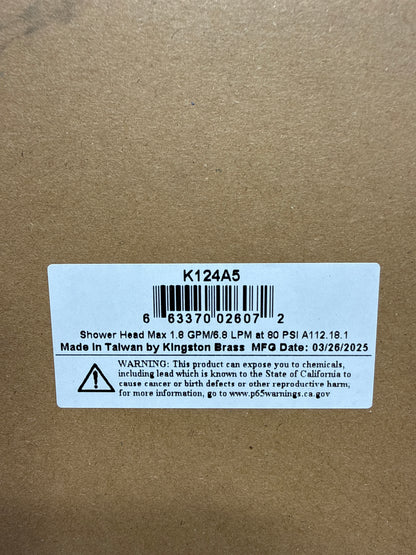 K124A5
6 63370 02607 2
Shower Head Max 1.8 GPM/6.8 LPM at 80 PSI A112.18.1
Made In Taiwan by Kingston Brass MFG Date: 03/26/2025
WARNING: This product can expose you to chemicals,
including lead which is known to the State of California to
cause cancer or birth defects or other reproductive harm;
for more information, go to www.p65warnings.ca.gov